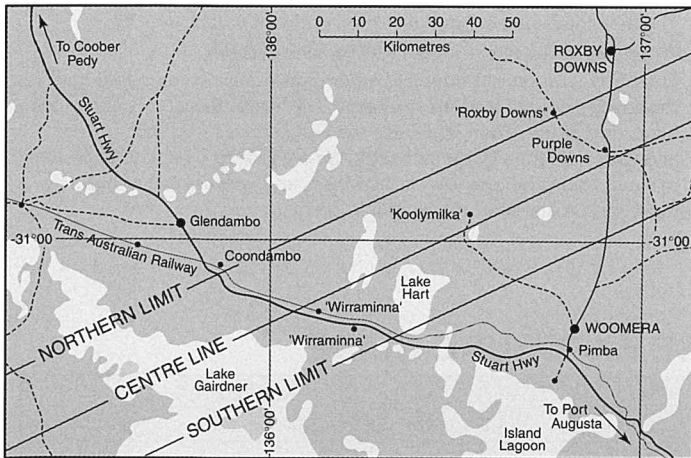 136°00'
0 10 20 30 40 50
Kilometres
137°00'
To Coober
Pedy
ROXBY
DOWNS
'Roxby Downs"
Stuart Hwy
Purple
Downs
'Koolymilka'
Glendambo
-31°00'
-31°00'
Trans Australian Railway
Coondambo
NORTHERN LIMIT
Lake
Hart
'Wirraminna'
'Wirraminna'
WOOMERA
CENTRE LINE
Pimba
Stuart Hwy
Lake
Gairdner
SOUTHERN LIMIT
136°00'
To Port
Augusta
Island
Lagoon
137°00'